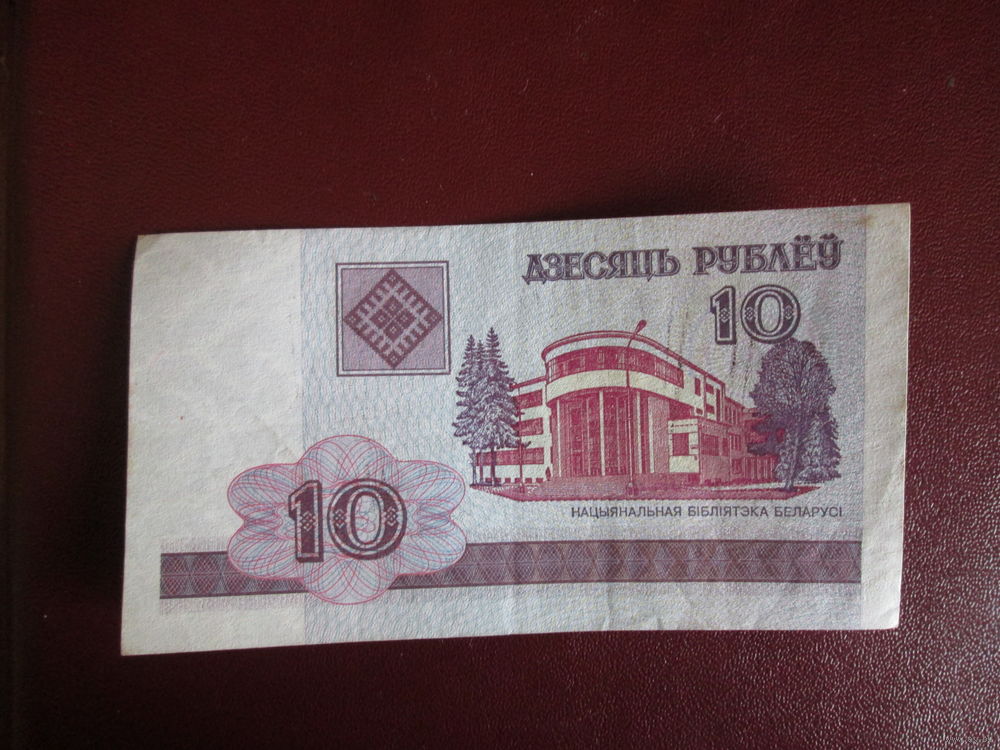 ДЗЕСЯЦЬ РУБЛЁЎ
10
НАЦЫЯНАЛЬНАЯ БІБЛІЯТЭКА БЕЛАРУСІ
10